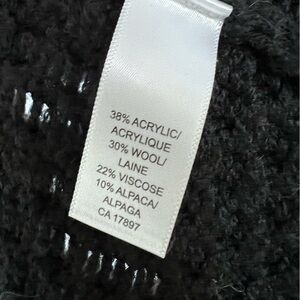 38% ACRYLIC/
ACRYLIQUE
30% WOOL/
LAINE
22% VISCOSE
10% ALPACA/
ALPAGA
CA 17897